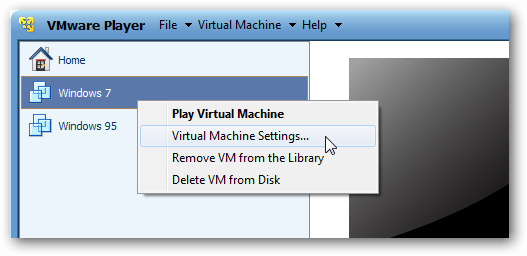 VMware Player File Virtual Machine Help
Home
Windows 7
Windows 95
Play Virtual Machine
Virtual Machine Settings...
Remove VM from the Library
Delete VM from Disk